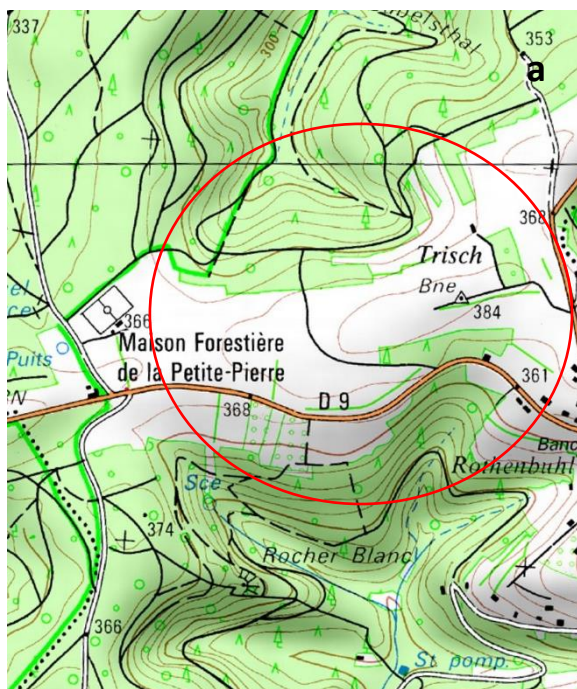 337
300
353
a
368
Trisch
Bne
384
366
Maison Forestière
de la Petite-Pierre
Puits
D 9
368
361
Rothenbuhl
Sce
374
Rocher Blanc
366
St pomp.